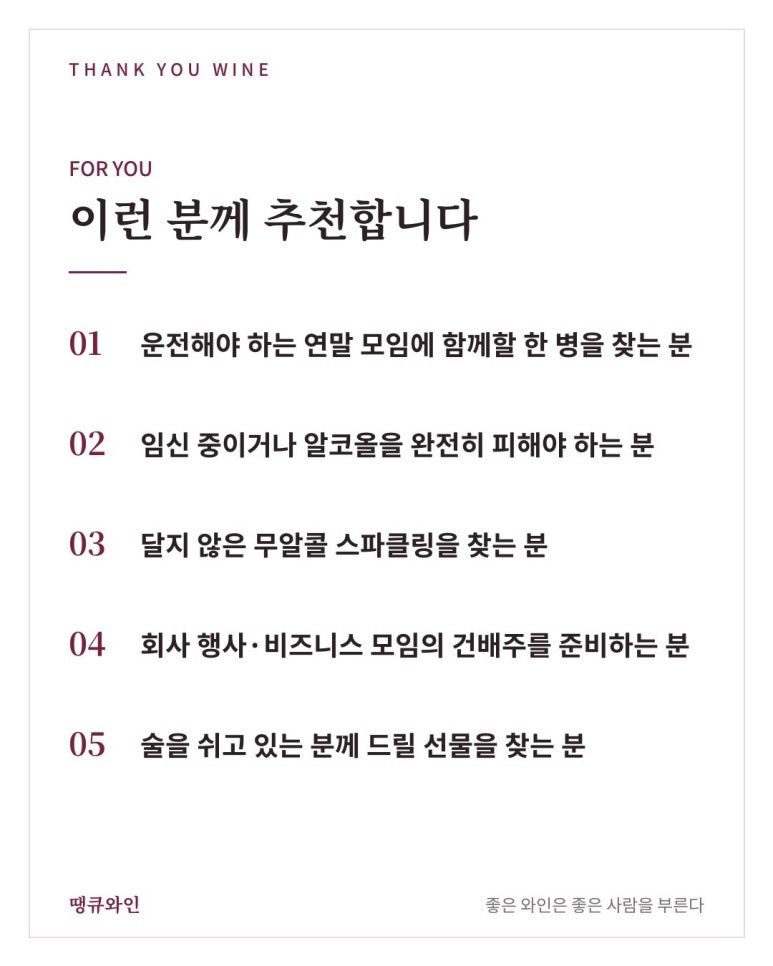 THANK YOU WINE
FOR YOU
이런 분께 추천합니다
01 운전해야 하는 연말 모임에 함께할 한 병을 찾는 분
02 임신 중이거나 알코올을 완전히 피해야 하는 분
03 달지 않은 무알콜 스파클링을 찾는 분
04 회사 행사·비즈니스 모임의 건배주를 준비하는 분
05 술을 쉬고 있는 분께 드릴 선물을 찾는 분
땡큐와인
좋은 와인은 좋은 사람을 부른다